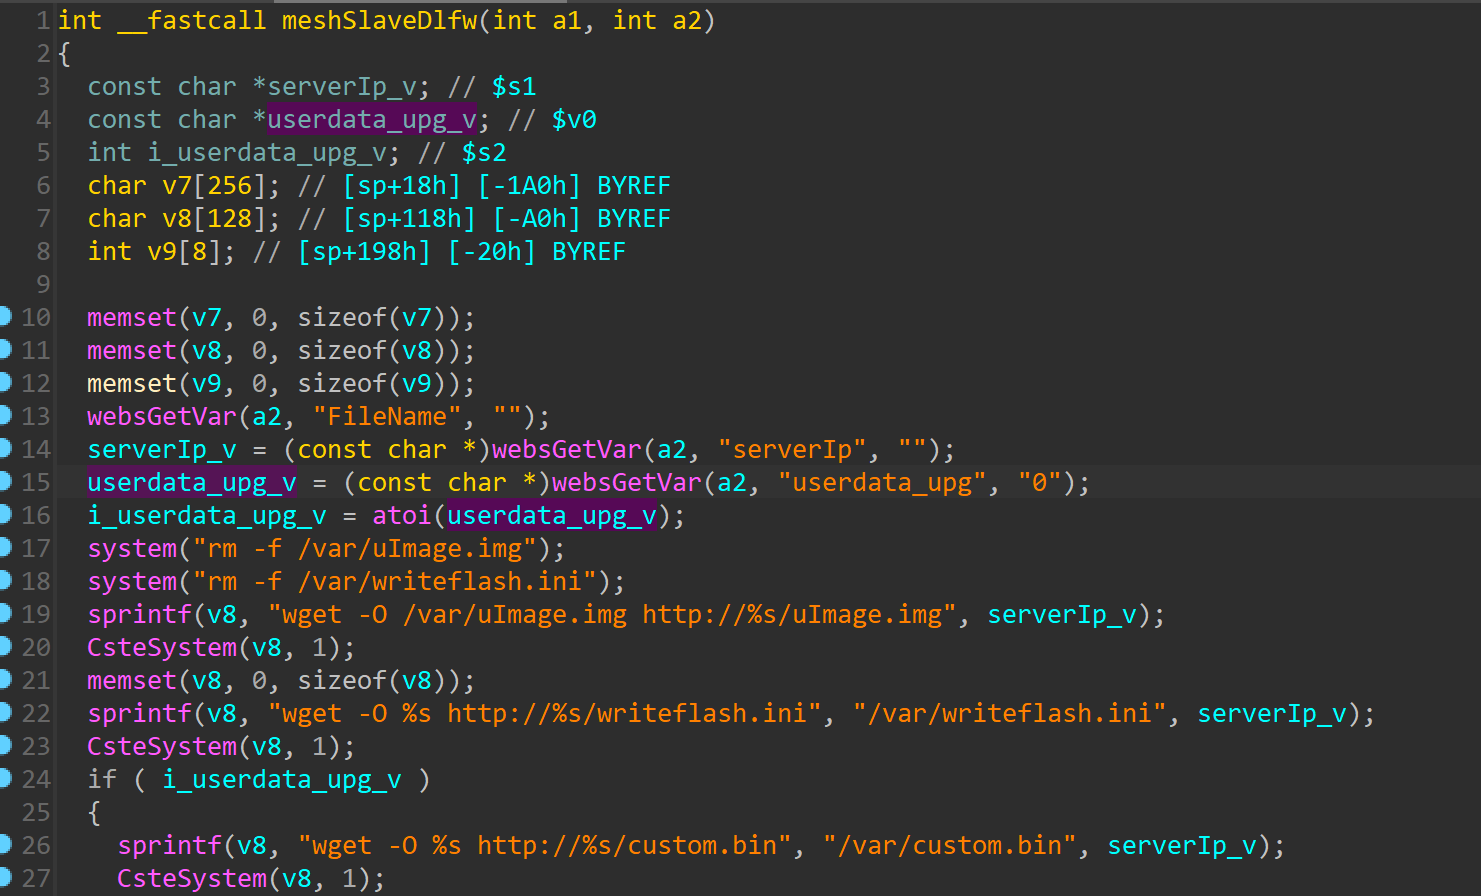 1 int __fastcall meshSlaveDlfw(int a1, int a2)
2 {
3 const char *serverIp_v; // $s1
4 const char *userdata_upg_v; // $v0
5 int i_userdata_upg_v; // $s2
6 char v7[256]; // [sp+18h] [-1A0h] BYREF
7 char v8[128]; // [sp+118h] [-A0h] BYREF
8 int v9[8]; // [sp+198h] [-20h] BYREF
9
10 memset(v7, 0, sizeof(v7));
11 memset(v8, 0, sizeof(v8));
12 memset(v9, 0, sizeof(v9));
13 websGetVar(a2, "FileName", "");
14 serverIp_v = (const char *)websGetVar(a2, "serverIp", "");
15 userdata_upg_v = (const char *)websGetVar(a2, "userdata_upg", "0");
16 i_userdata_upg_v = atoi(userdata_upg_v);
17 system("rm -f /var/uImage.img");
18 system("rm -f /var/writeflash.ini");
19 sprintf(v8, "wget -O /var/uImage.img http://%s/uImage.img", serverIp_v);
20 CsteSystem(v8, 1);
21 memset(v8, 0, sizeof(v8));
22 sprintf(v8, "wget -O %s http://%s/writeflash.ini", "/var/writeflash.ini", serverIp_v);
23 CsteSystem(v8, 1);
24 if ( i_userdata_upg_v )
25 {
26 sprintf(v8, "wget -O %s http://%s/custom.bin", "/var/custom.bin", serverIp_v);
27 CsteSystem(v8, 1);